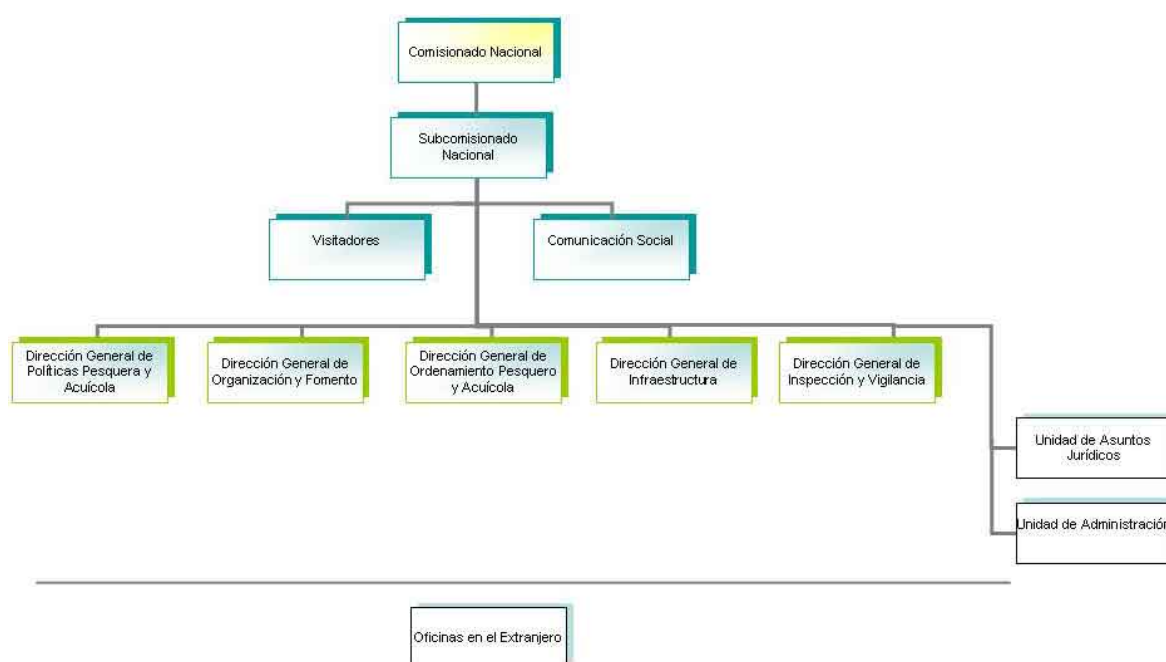 Comisionado Nacional
Subcomisionado
Nacional
Visitadores
Comunicación Social
Dirección General de
Políticas Pesquera y
Acuícola
Dirección General de
Organización y Fomento
Dirección General de
Ordenamiento Pesquero
y Acuícola
Dirección General de
Infraestructura
Dirección General de
Inspección y Vigilancia
Unidad de Asuntos
Jurídicos
Unidad de Administración
Oficinas en el Extranjero